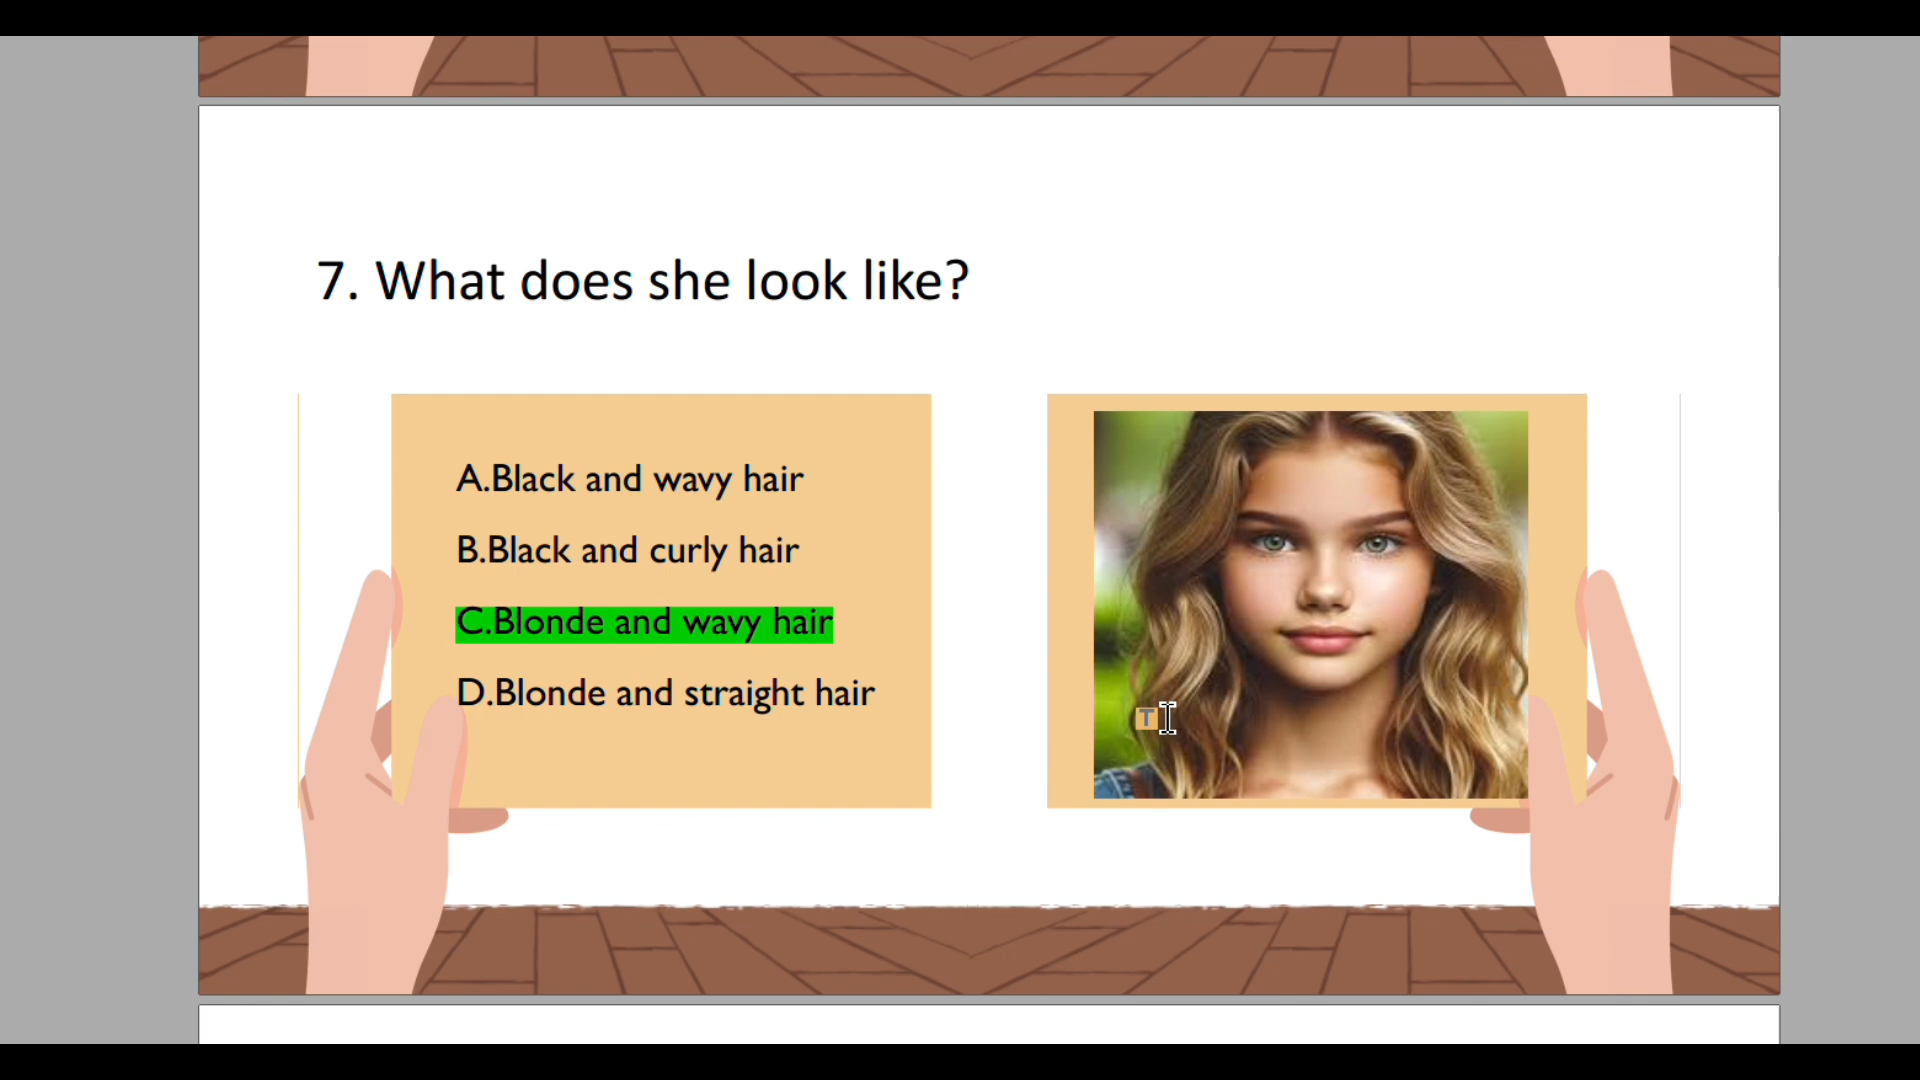 7. What does she look like?
A.Black and wavy hair
B.Black and curly hair
C.Blonde and wavy hair
D.Blonde and straight hair
T